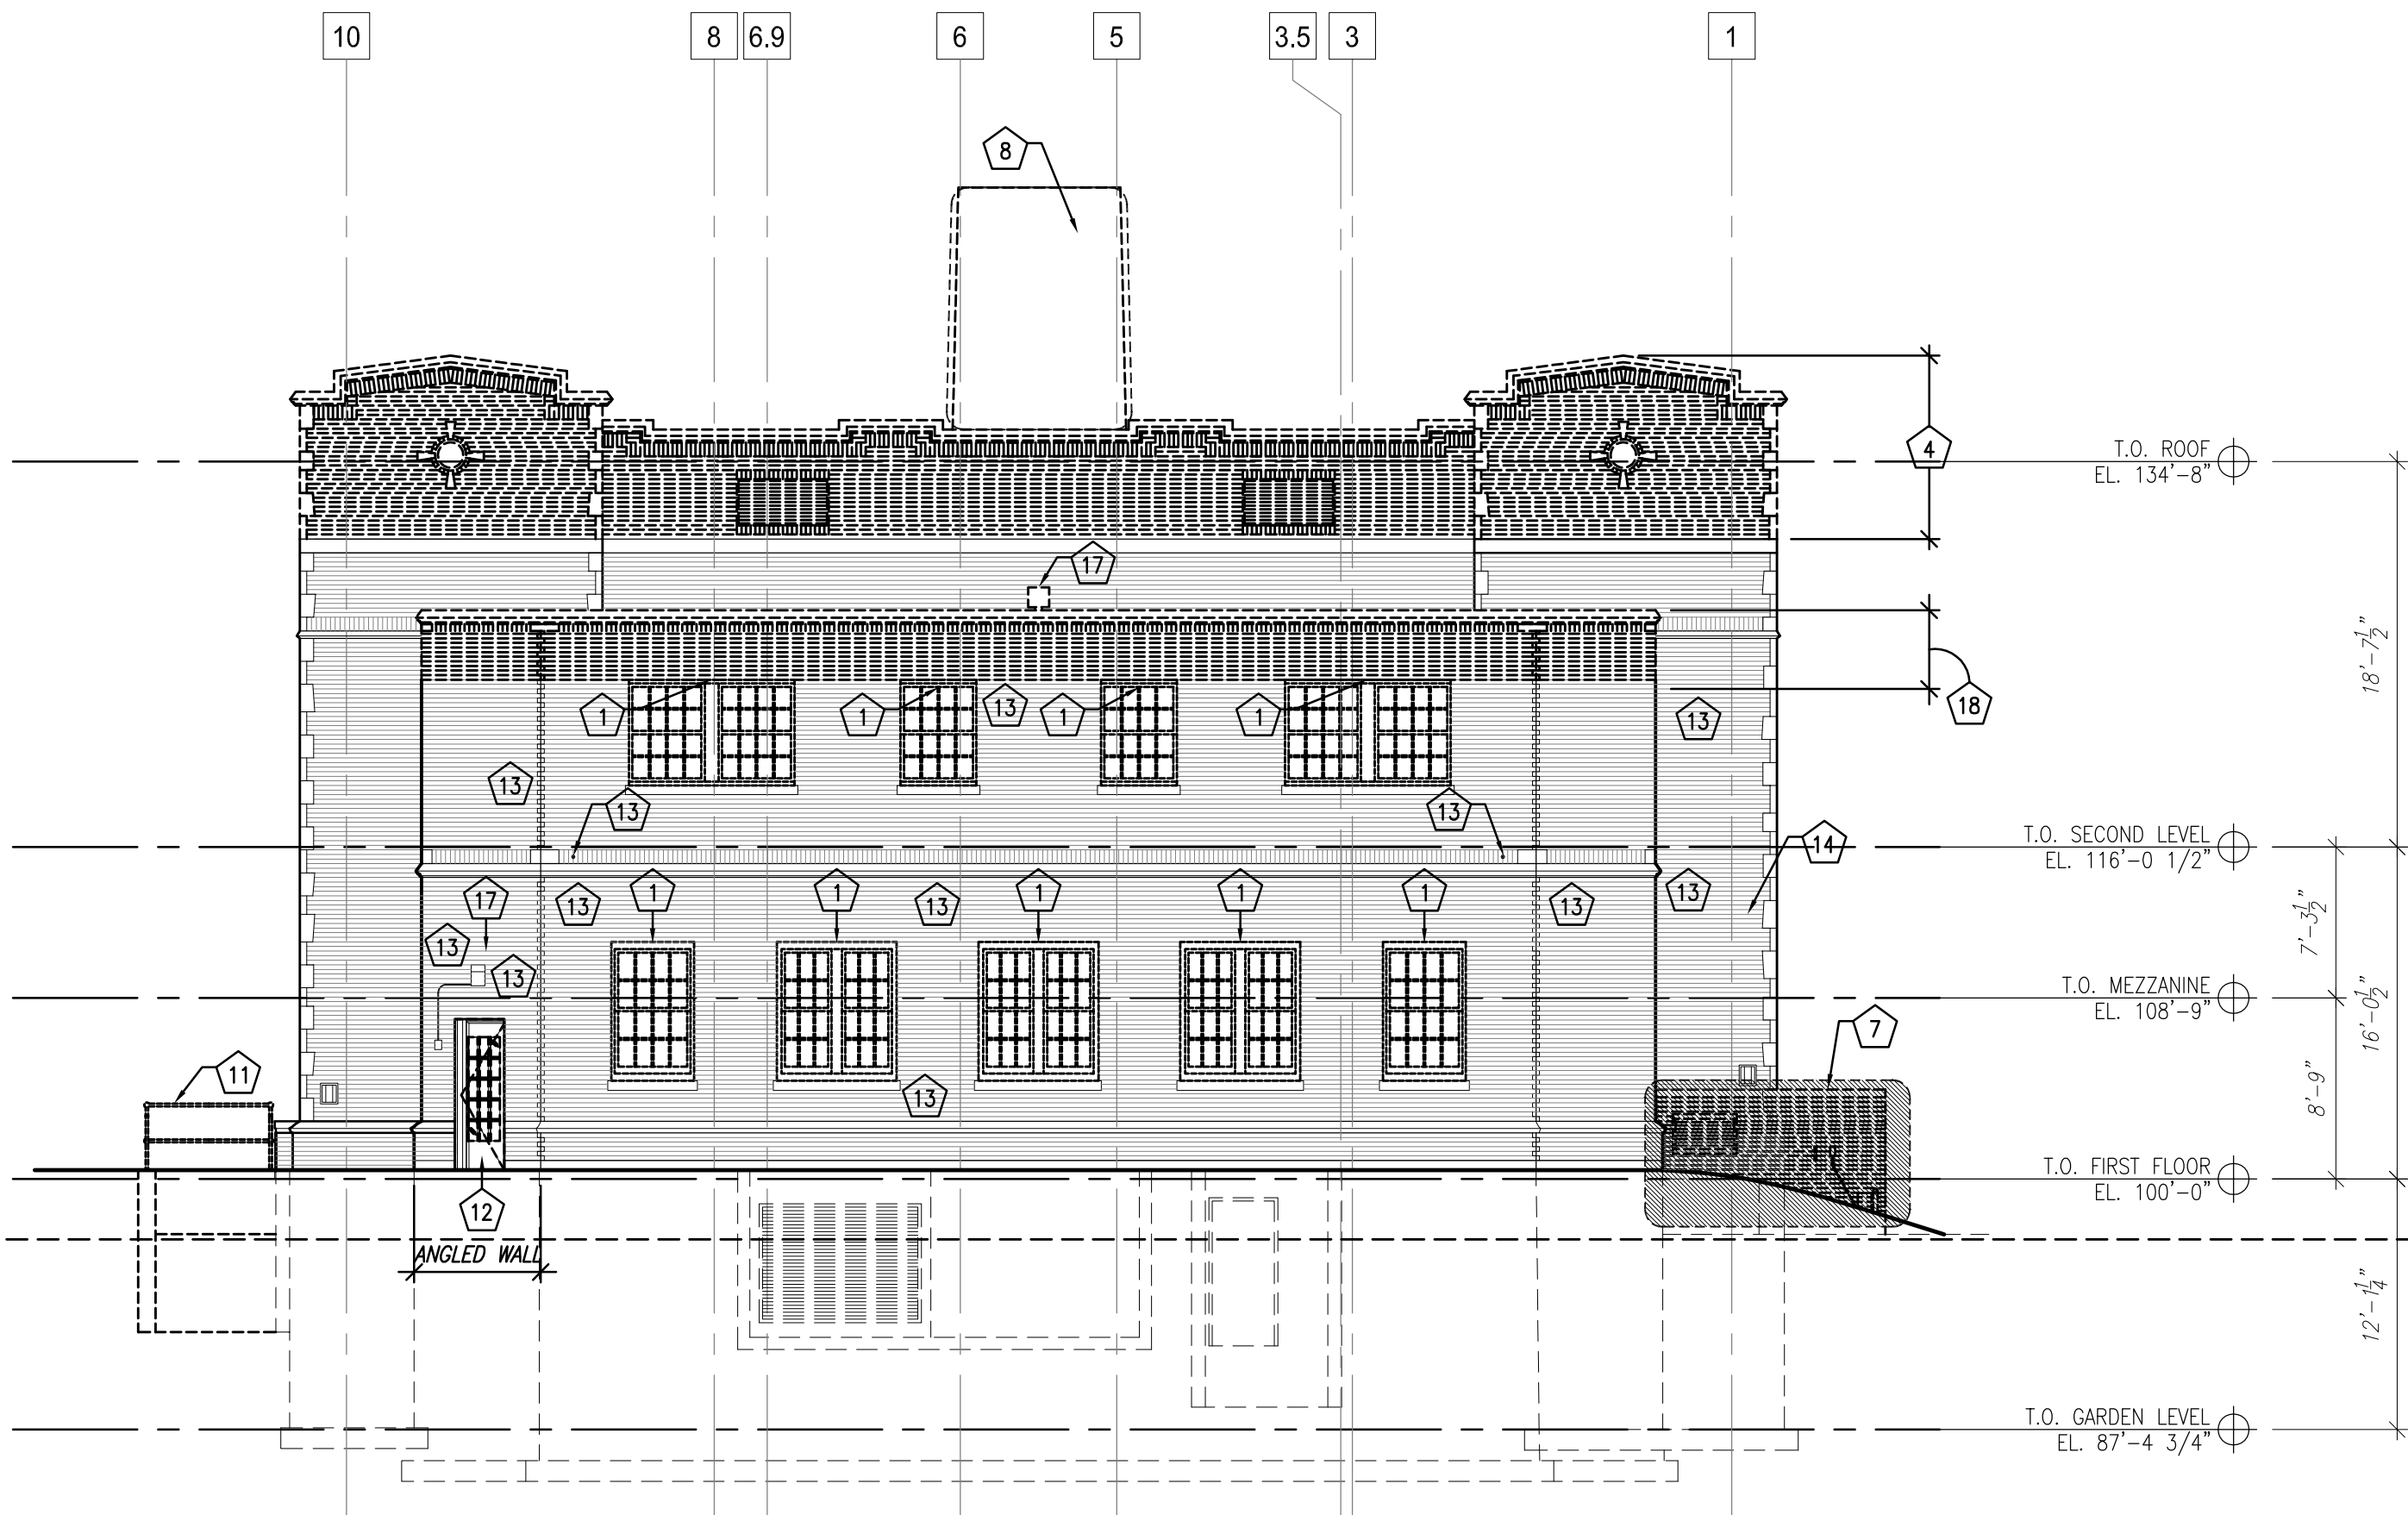 10 8 6.9 6 5 3.5 3 1
8
4
T.O. ROOF
EL. 134'-8"
17
18'-7 1/2"
1 1 13 1 1 13 18
13
13 13
T.O. SECOND LEVEL
EL. 116'-0 1/2"
14
17 13 1 1 13 1 1 1 13 13
7'-3 1/2"
13
13
T.O. MEZZANINE
EL. 108'-9"
16'-0 1/2"
7
11
13
8'-9"
T.O. FIRST FLOOR
EL. 100'-0"
12
ANGLED WALL
12'-1 1/4"
T.O. GARDEN LEVEL
EL. 87'-4 3/4"